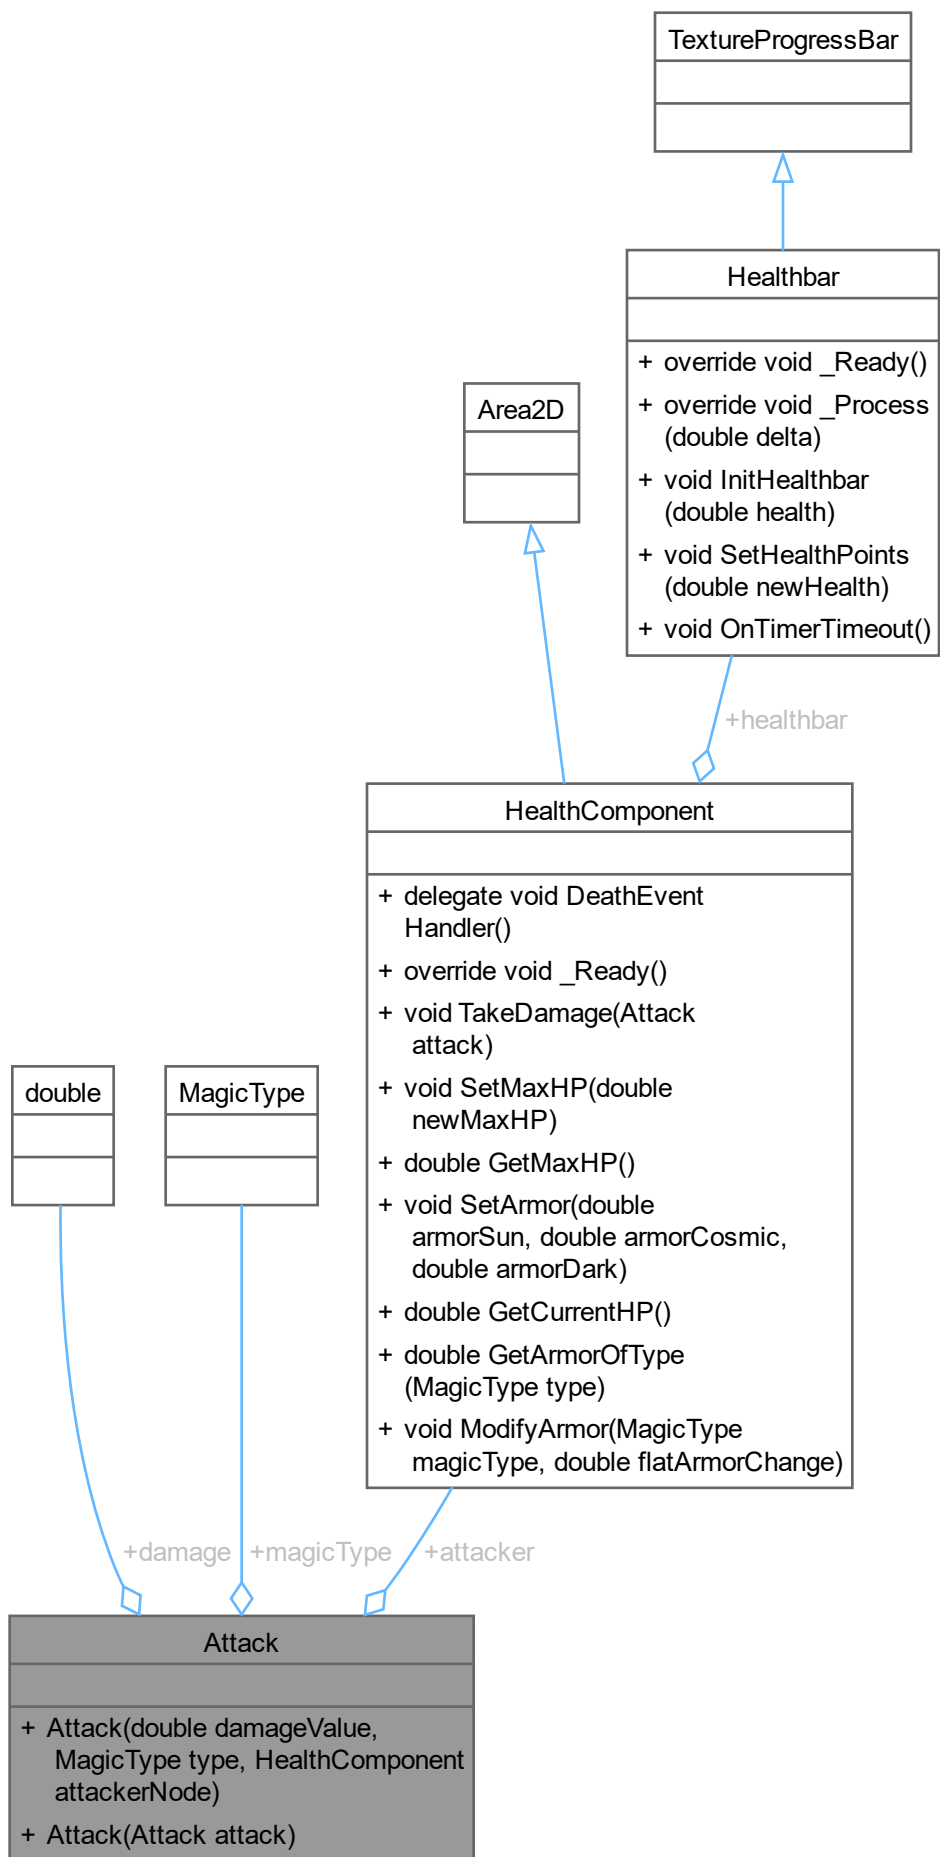 TextureProgressBar
Healthbar
+ override void _Ready()
+ override void _Process
(double delta)
+ void InitHealthbar
(double health)
+ void SetHealthPoints
(double newHealth)
+ void OnTimerTimeout()
Area2D
+healthbar
HealthComponent
+ delegate void DeathEvent
Handler()
+ override void _Ready()
+ void TakeDamage(Attack
attack)
+ void SetMaxHP(double
newMaxHP)
+ double GetMaxHP()
+ void SetArmor(double
armorSun, double armorCosmic,
double armorDark)
+ double GetCurrentHP()
+ double GetArmorOfType
(MagicType type)
+ void ModifyArmor(MagicType
magicType, double flatArmorChange)
double
MagicType
+damage
+magicType
+attacker
Attack
+ Attack(double damageValue,
MagicType type, HealthComponent
attackerNode)
+ Attack(Attack attack)